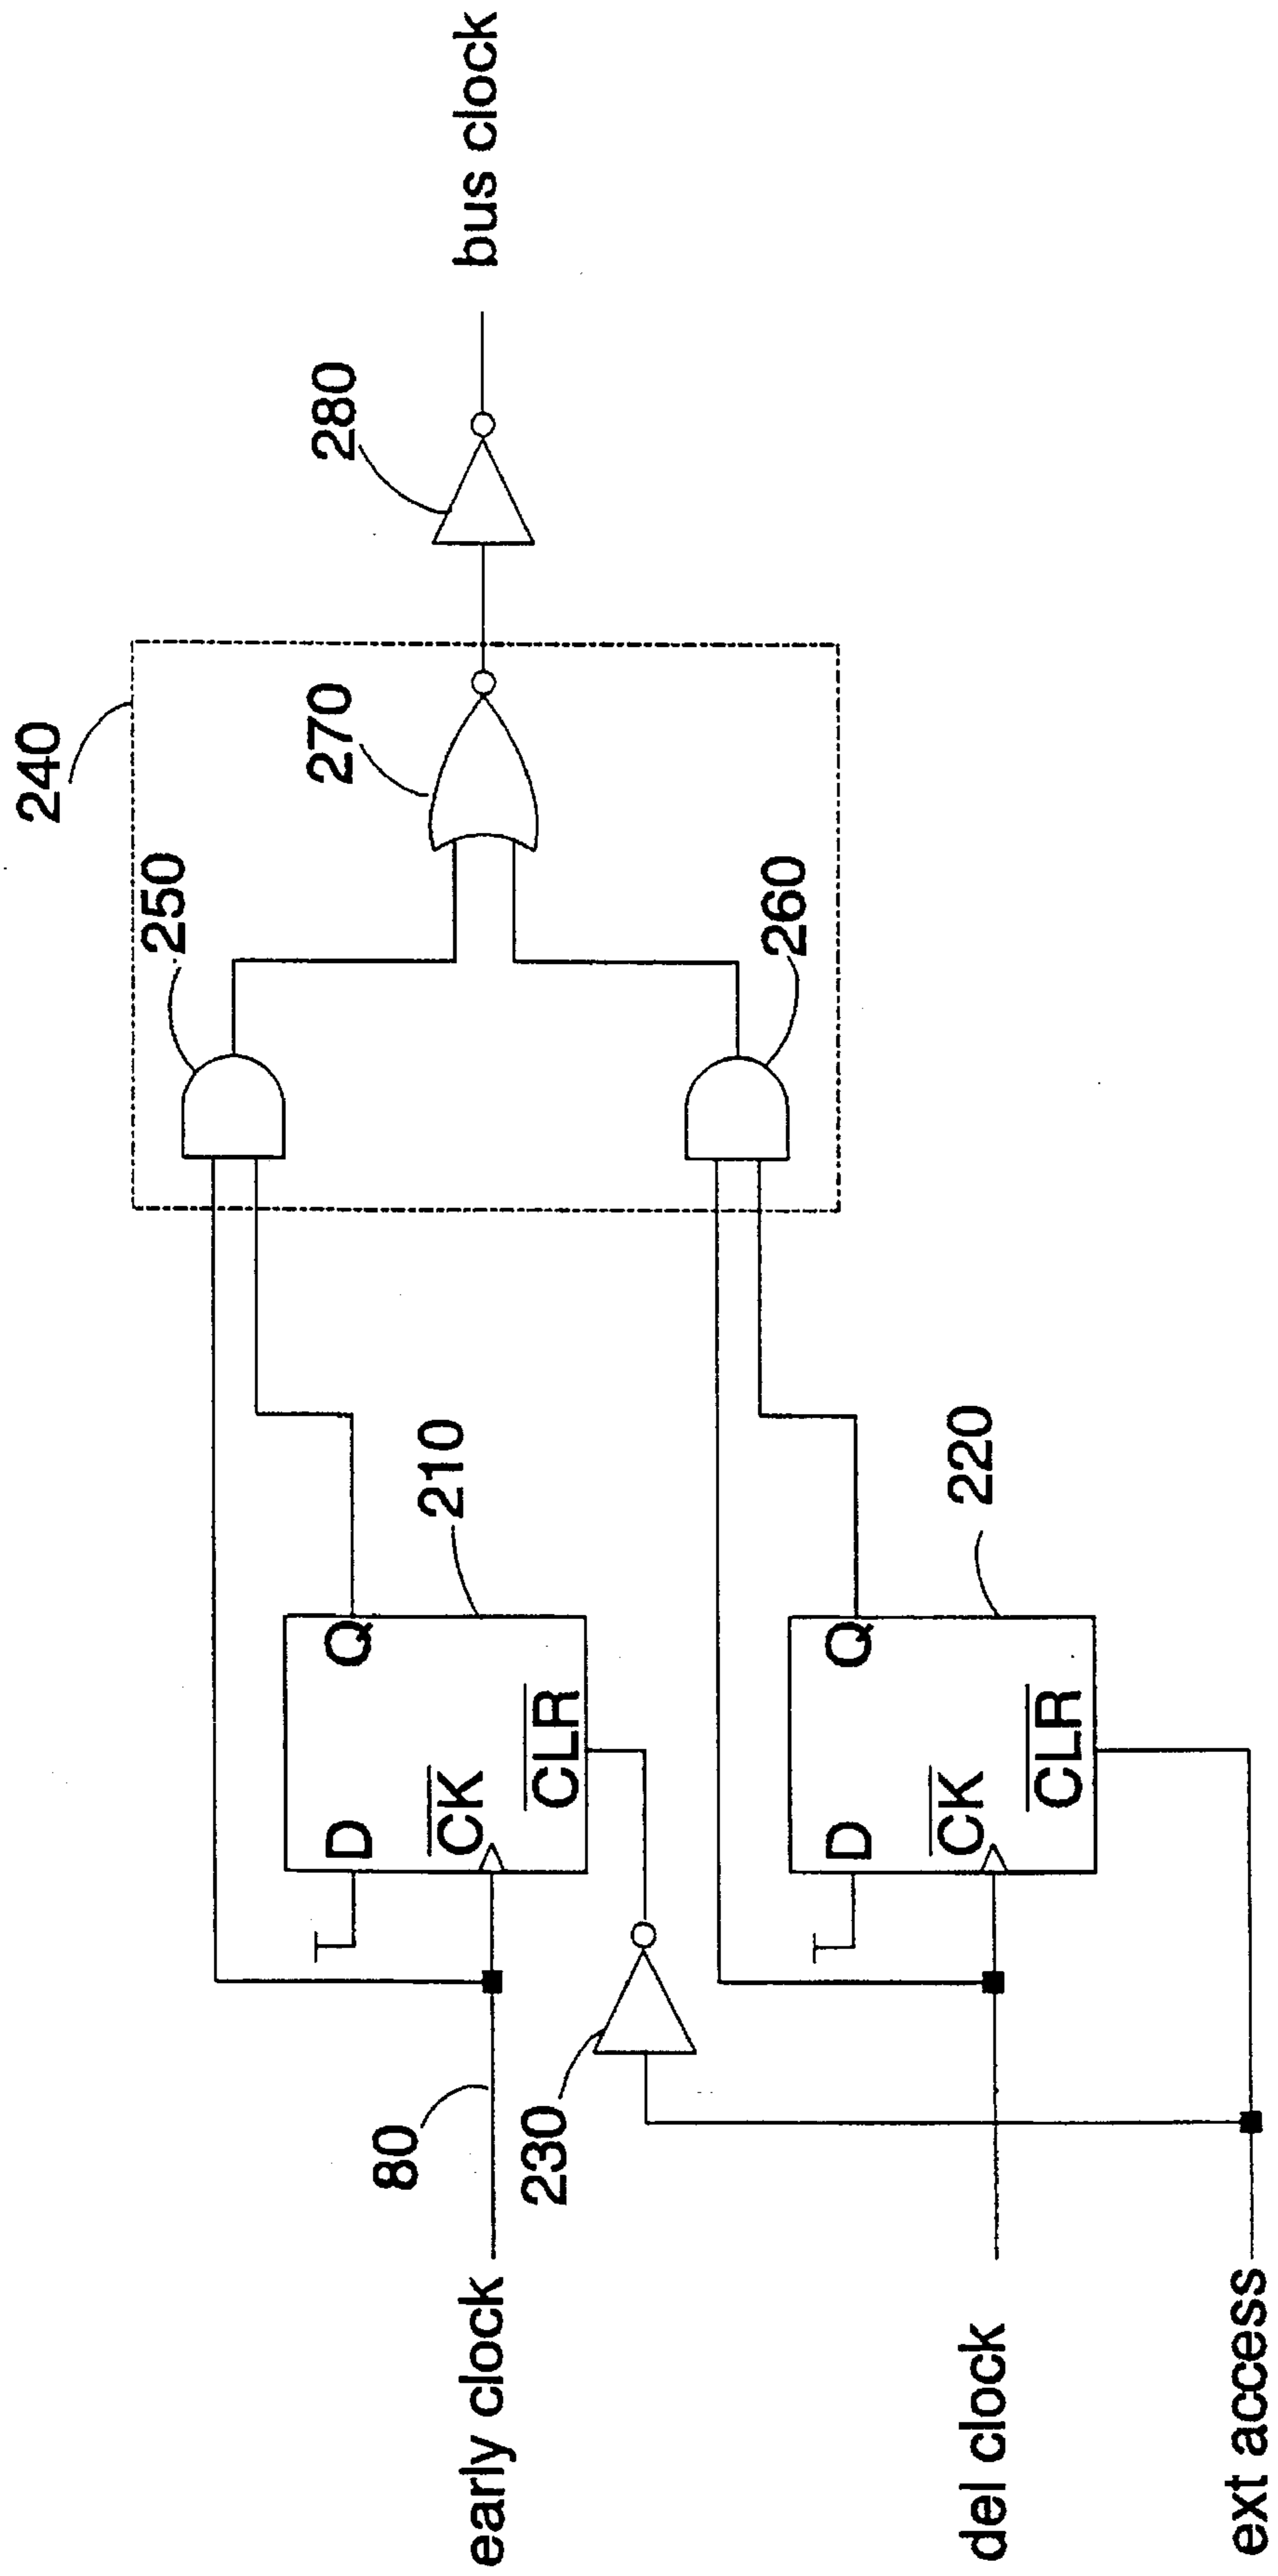 240
250
270
280
bus clock
260
D
Q
CK
CLR
210
80
early clock
230
D
Q
CK
CLR
220
del clock
ext access